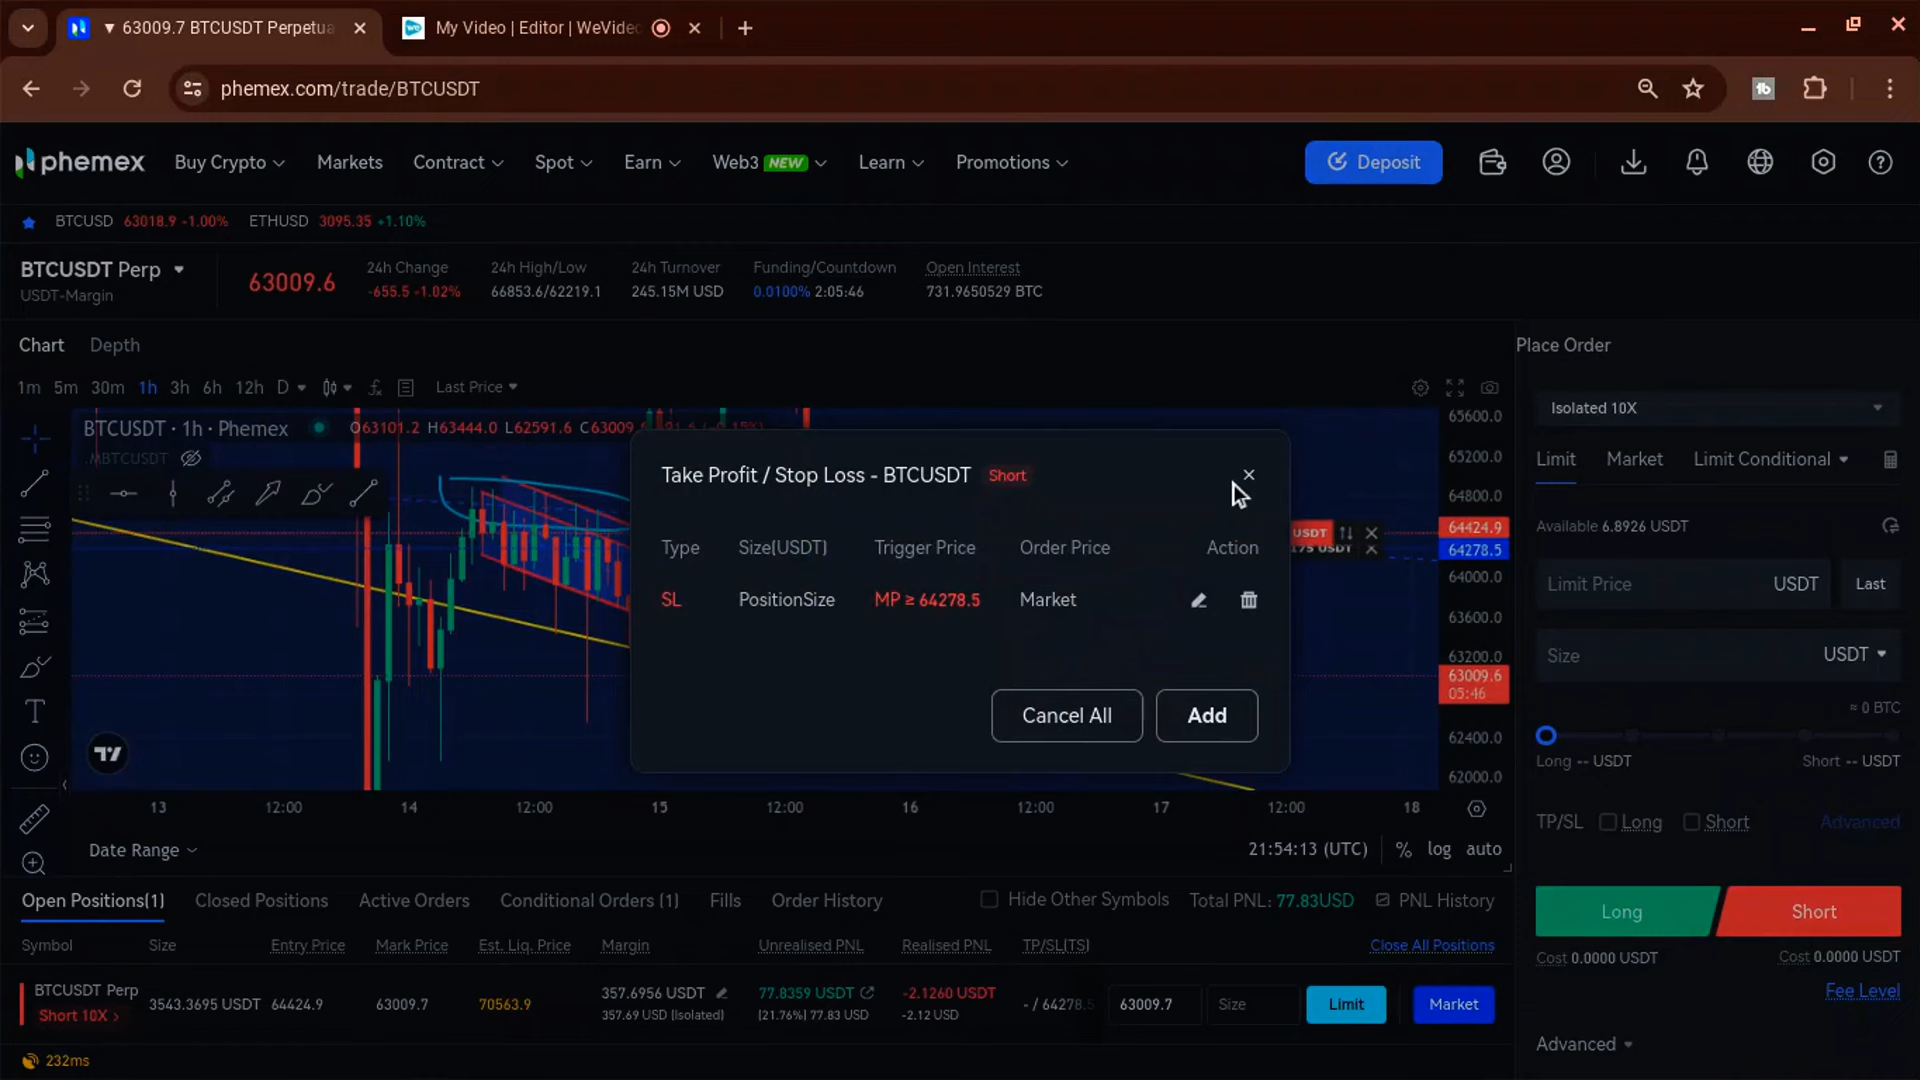 ▼ 63009.7 BTCUSDT Perpetua
My Video | Editor | WeVideo
phemex.com/trade/BTCUSDT
phemex
Buy Crypto
Markets
Contract
Spot
Earn
Web3 NEW
Learn
Promotions
Deposit
BTCUSD 63018.9 -1.00% ETHUSD 3095.35 +1.10%
BTCUSDT Perp
USDT-Margin
63009.6
24h Change
-655.5 -1.02%
24h High/Low
66853.6/62219.1
24h Turnover
245.15M USD
Funding/Countdown
0.0100% 2:05:46
Open Interest
731.9650529 BTC
Chart Depth
1m 5m 30m 1h 3h 6h 12h D
Last Price
BTCUSDT · 1h · Phemex
O63101.2 H63444.0 L62591.6
.MBTCUSDT
65600.0
65200.0
64800.0
64424.9
64278.5
64000.0
63600.0
63200.0
63009.6
05:46
62400.0
62000.0
USDT
Take Profit / Stop Loss - BTCUSDT Short
Type Size(USDT) Trigger Price Order Price Action
SL PositionSize MP ≥ 64278.5 Market
Cancel All
Add
13 12:00 14 12:00 15 12:00 16 12:00 17 12:00 18
Date Range
21:54:13 (UTC) % log auto
Place Order
Isolated 10X
Limit Market Limit Conditional
Available 6.8926 USDT
Limit Price USDT Last
Size USDT
≈ 0 BTC
Long -- USDT Short -- USDT
TP/SL Long Short Advanced
Long Short
Cost 0.0000 USDT Cost 0.0000 USDT
Fee Level
Advanced
Open Positions(1) Closed Positions Active Orders Conditional Orders (1) Fills Order History
Hide Other Symbols Total PNL: 77.83USD PNL History
Symbol Size Entry Price Mark Price Est. Liq. Price Margin Unrealised PNL Realised PNL TP/SL(TS) Close All Positions
BTCUSDT Perp
Short 10X >
3543.3695 USDT 64424.9 63009.7 70563.9
357.6956 USDT
357.69 USD (Isolated)
77.8359 USDT
(21.76%) 77.83 USD
-2.1260 USDT
-2.12 USD
- / 64278.5
63009.7
Size
Limit
Market
232ms